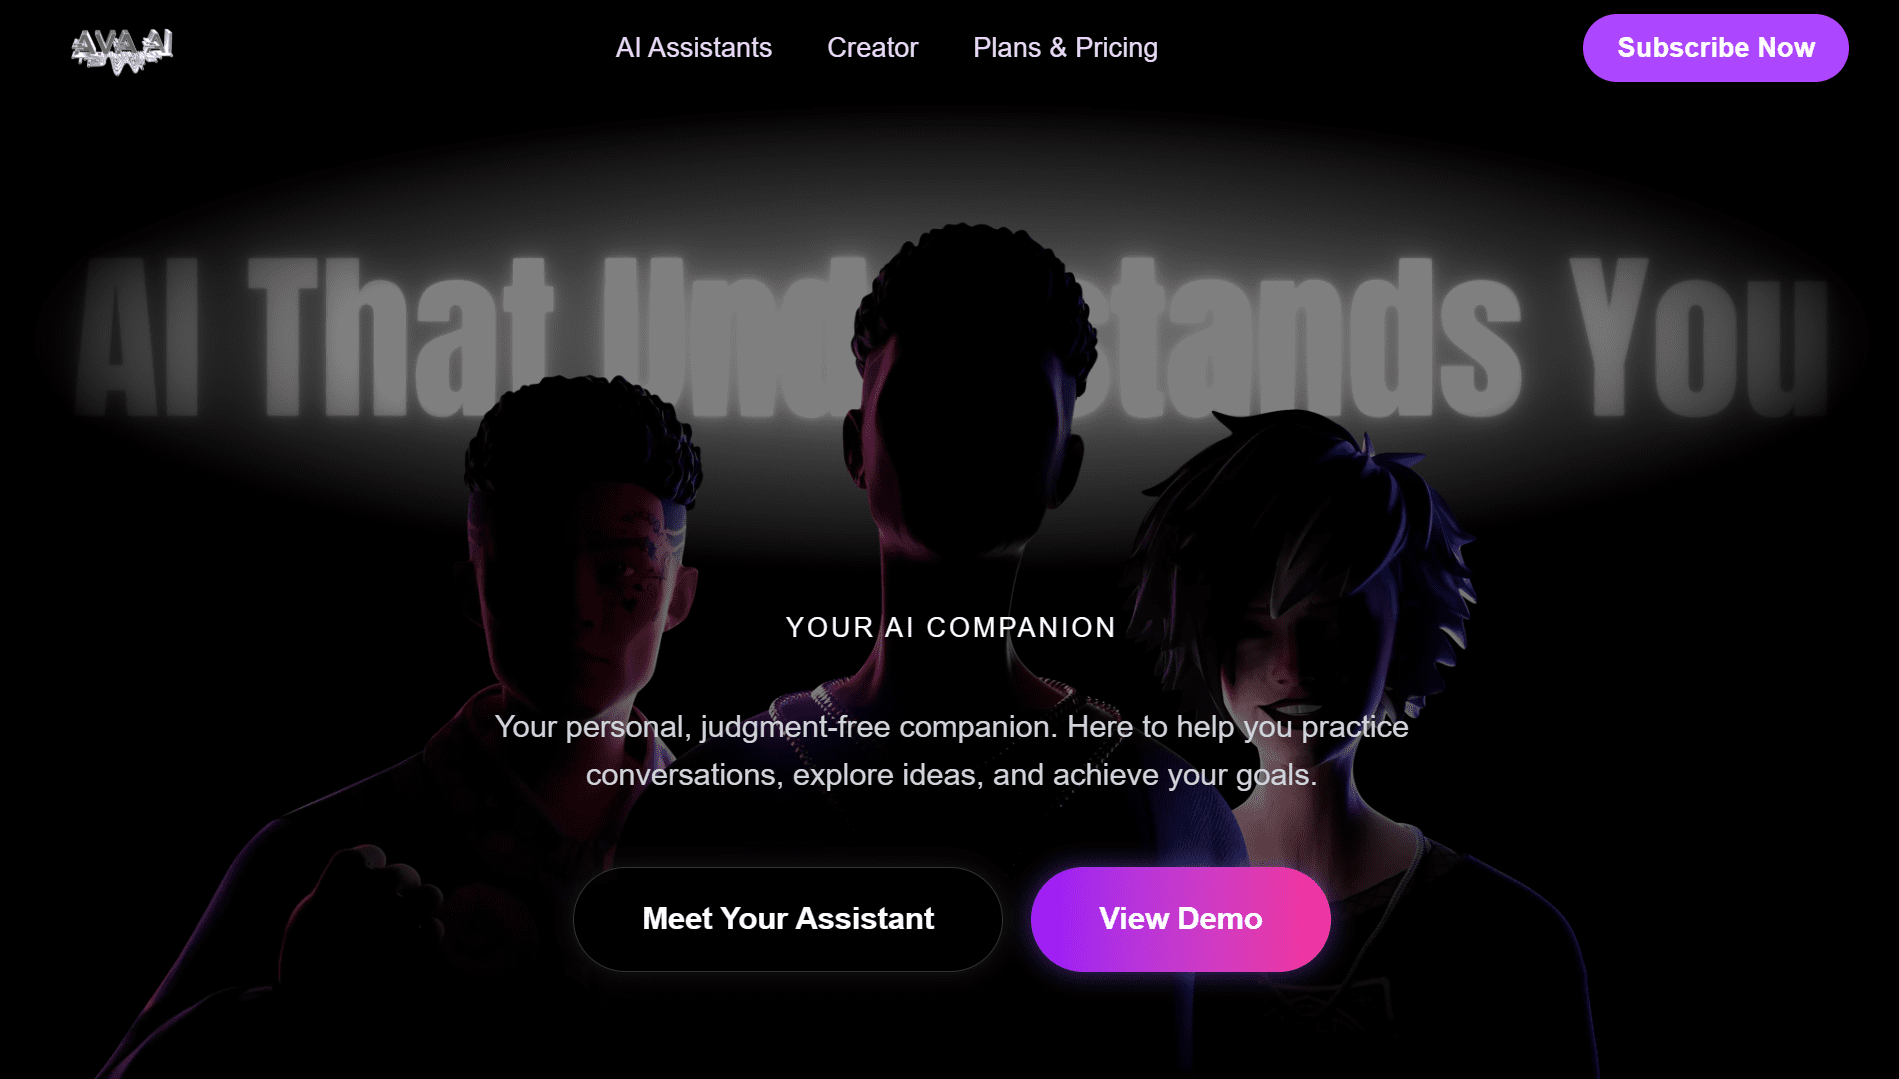 AVA AI
AI Assistants
Creator
Plans & Pricing
Subscribe Now
AI That Und stands You
YOUR AI COMPANION
Your personal, judgment-free companion. Here to help you practice
conversations, explore ideas, and achieve your goals.
Meet Your Assistant
View Demo